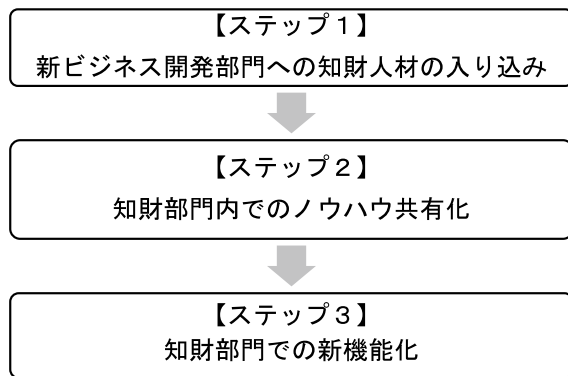 【ステップ１】
新ビジネス開発部門への知財人材の入り込み
【ステップ２】
知財部門内でのノウハウ共有化
【ステップ３】
知財部門での新機能化